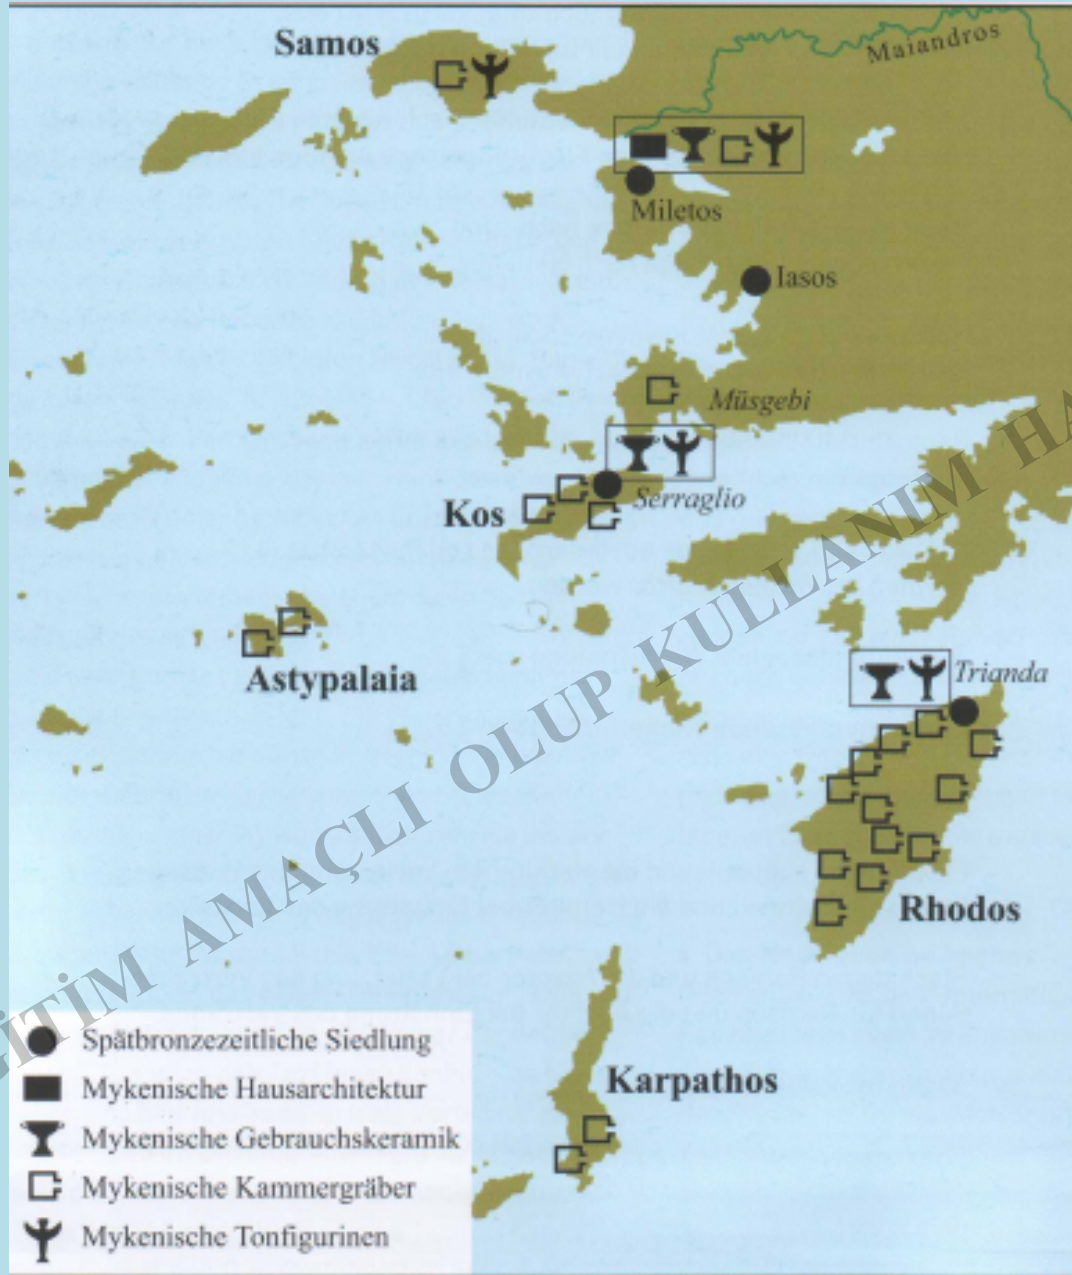 Samos
Maiandros
Miletos
Iasos
Müsgebi
Serraglio
Kos
Astypalaia
Trianda
Rhodos
Karpathos
Spätbronzezeitliche Siedlung
Mykenische Hausarchitektur
Mykenische Gebrauchskeramik
Mykenische Kammergräber
Mykenische Tonfigurinen
İTİM AMAÇLI OLUP KULLANIM HA